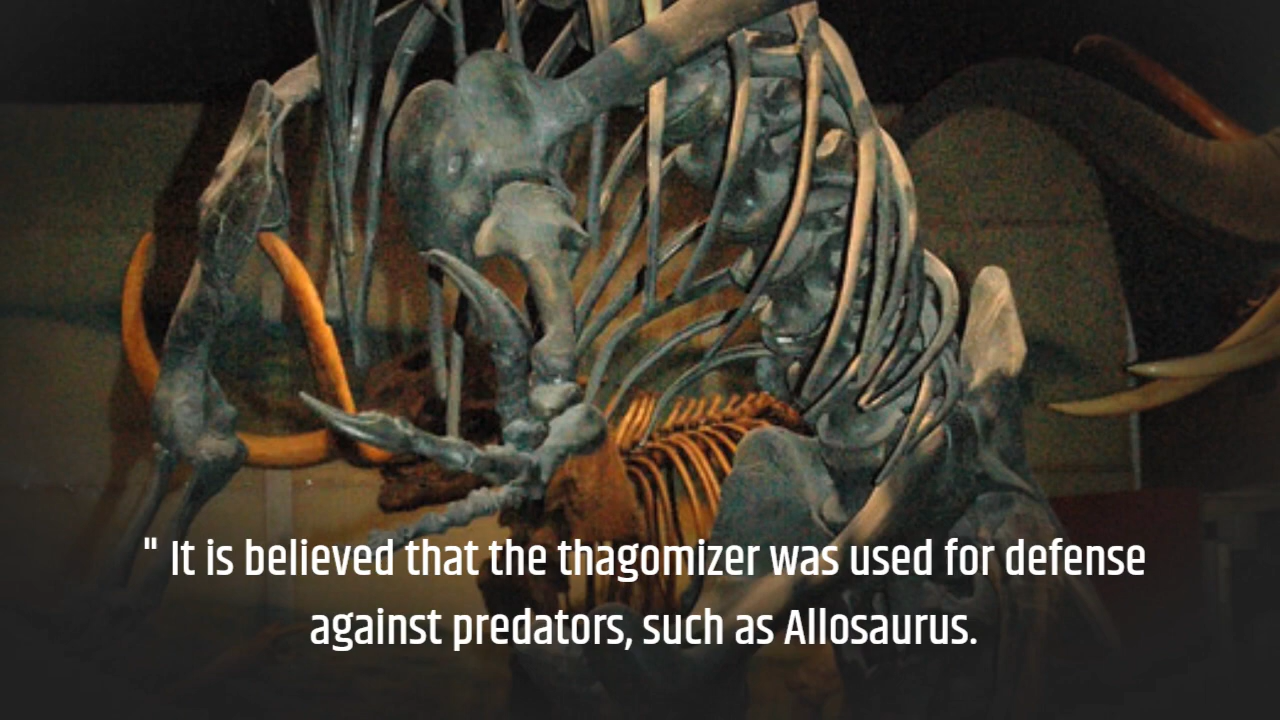 " It is believed that the thagomizer was used for defense
against predators, such as Allosaurus.